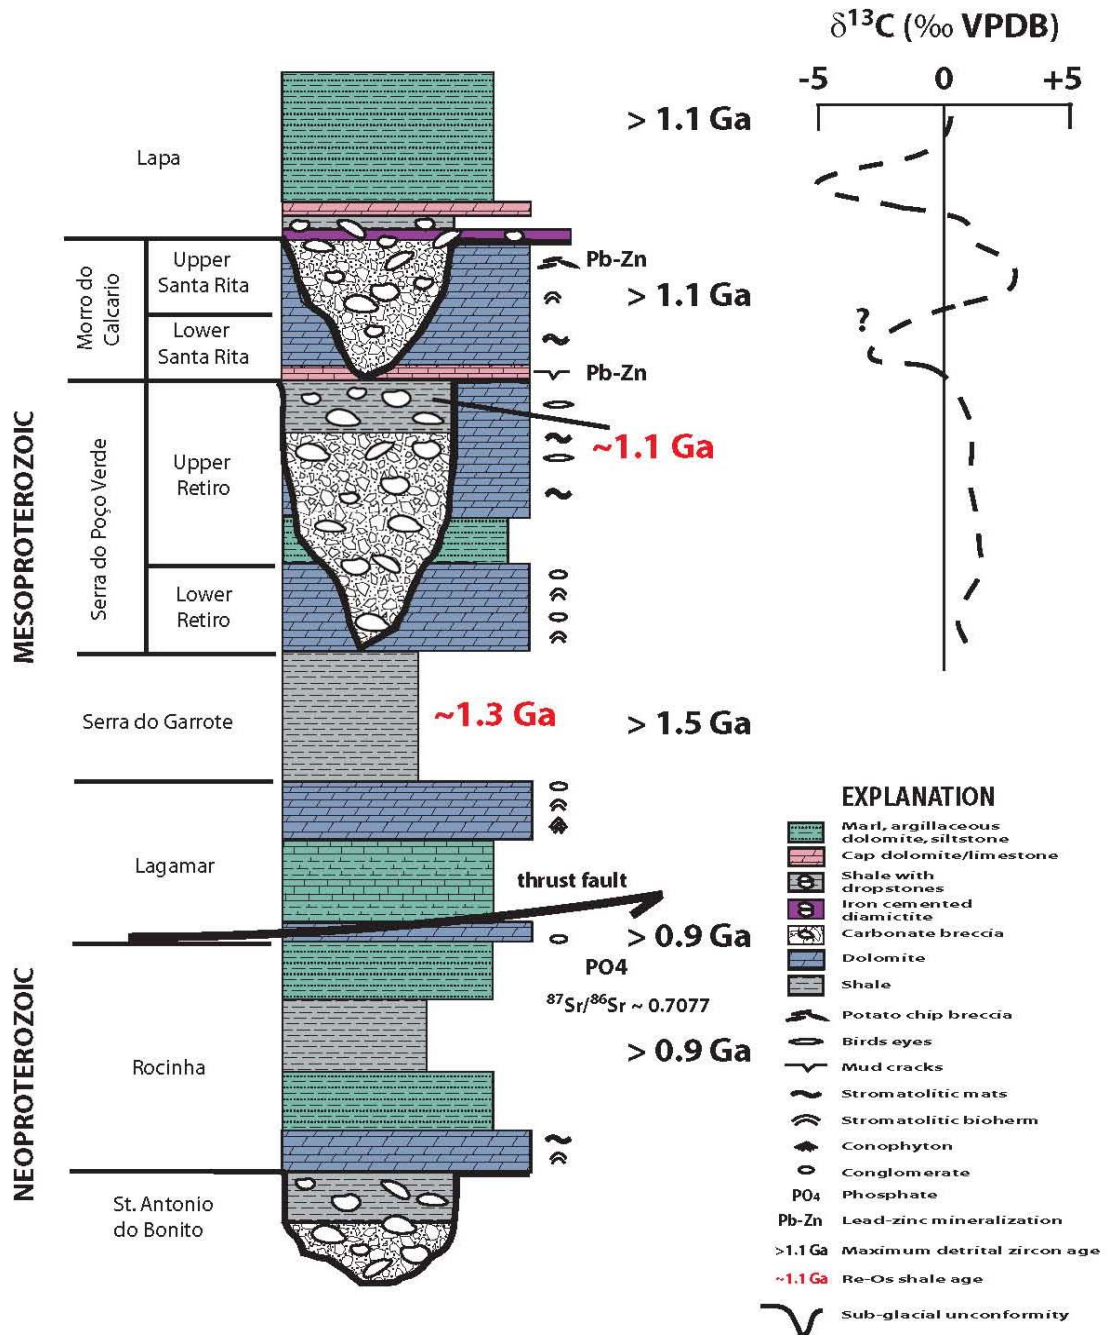 δ¹³C (‰ VPDB)
-5 0 +5
> 1.1 Ga
Lapa
Pb-Zn
Upper
Santa Rita
> 1.1 Ga
Morro do
Calcario
?
Lower
Santa Rita
Pb-Zn
~1.1 Ga
MESOPROTEROZOIC
Serra do Poço Verde
Upper
Retiro
Lower
Retiro
Serra do Garrote
~1.3 Ga
> 1.5 Ga
Lagamar
thrust fault
> 0.9 Ga
PO4
⁸⁷Sr/⁸⁶Sr ~ 0.7077
> 0.9 Ga
NEOPROTEROZOIC
Rocinha
St. Antonio
do Bonito
EXPLANATION
Marl, argillaceous
dolomite, siltstone
Cap dolomite/limestone
Shale with
dropstones
Iron cemented
diamictite
Carbonate breccia
Dolomite
Shale
Potato chip breccia
Birds eyes
Mud cracks
Stromatolitic mats
Stromatolitic bioherm
Conophyton
Conglomerate
PO4 Phosphate
Pb-Zn Lead-zinc mineralization
>1.1 Ga Maximum detrital zircon age
~1.1 Ga Re-Os shale age
Sub-glacial unconformity